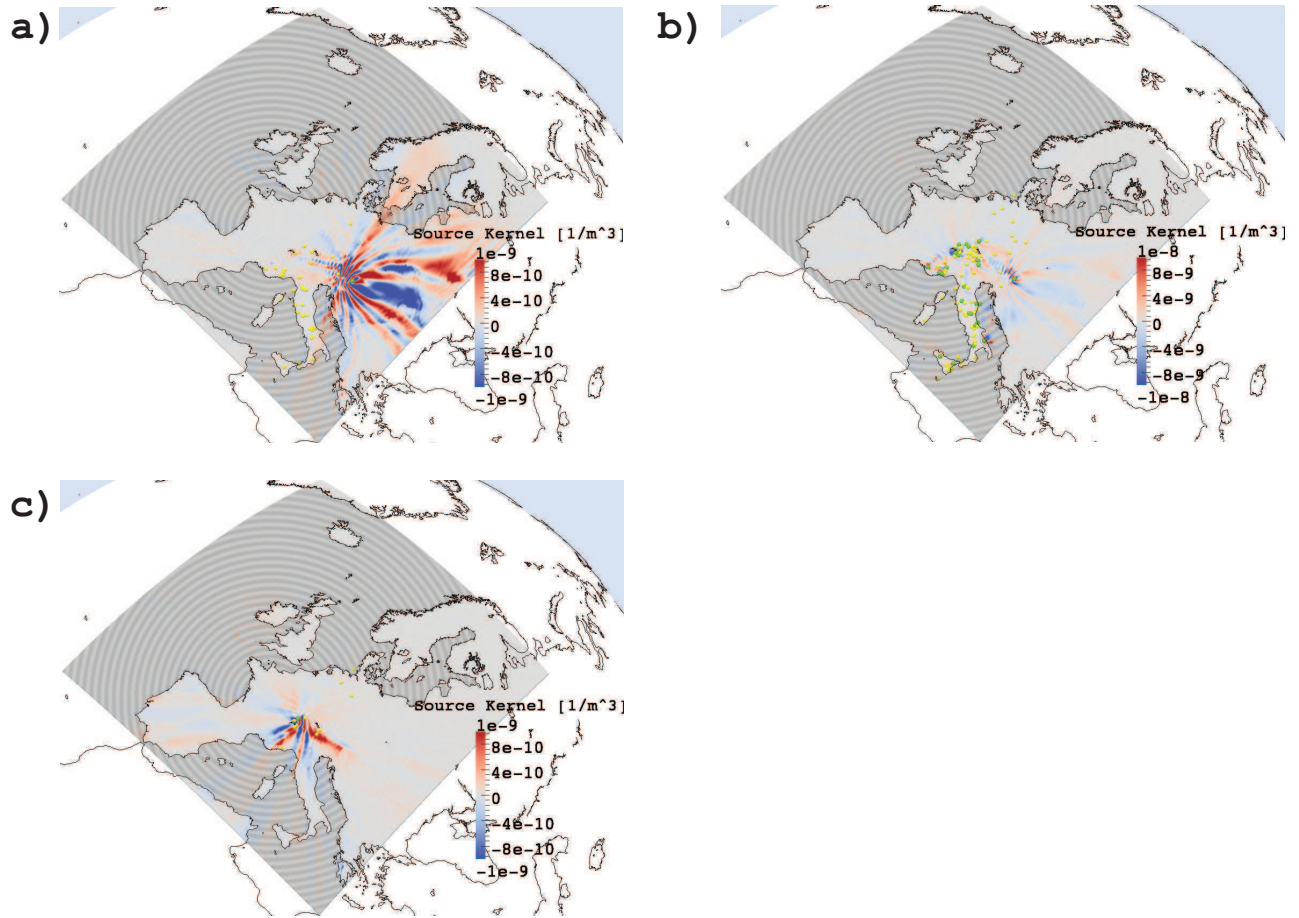 a)
Source Kernel [1/m^3]
1e-9
8e-10
4e-10
0
-4e-10
-8e-10
-1e-9
b)
Source Kernel [1/m^3]
1e-8
8e-9
4e-9
0
-4e-9
-8e-9
-1e-8
c)
Source Kernel [1/m^3]
1e-9
8e-10
4e-10
0
-4e-10
-8e-10
-1e-9